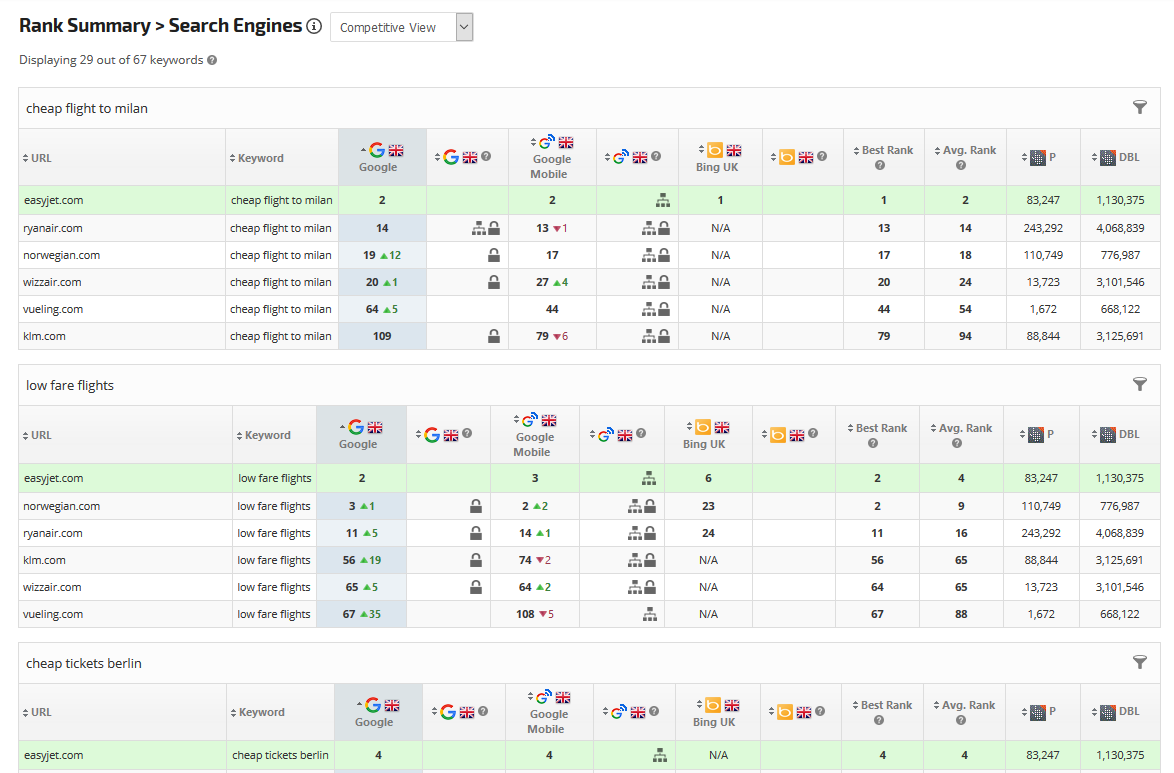 Rank Summary > Search Engines Competitive View
Displaying 29 out of 67 keywords
cheap flight to milan
URL Keyword Google Google Mobile Bing UK Best Rank Avg. Rank P DBL
easyjet.com cheap flight to milan 2 2 1 1 2 83,247 1,130,375
ryanair.com cheap flight to milan 14 13 ▼1 N/A 13 14 243,292 4,068,839
norwegian.com cheap flight to milan 19 ▲12 17 N/A 17 18 110,749 776,987
wizzair.com cheap flight to milan 20 ▲1 27 ▲4 N/A 20 24 13,723 3,101,546
vueling.com cheap flight to milan 64 ▲5 44 N/A 44 54 1,672 668,122
klm.com cheap flight to milan 109 79 ▼6 N/A 79 94 88,844 3,125,691
low fare flights
URL Keyword Google Google Mobile Bing UK Best Rank Avg. Rank P DBL
easyjet.com low fare flights 2 3 6 2 4 83,247 1,130,375
norwegian.com low fare flights 3 ▲1 2 ▲2 23 2 9 110,749 776,987
ryanair.com low fare flights 11 ▲5 14 ▲1 24 11 16 243,292 4,068,839
klm.com low fare flights 56 ▲19 74 ▼2 N/A 56 65 88,844 3,125,691
wizzair.com low fare flights 65 ▲5 64 ▲2 N/A 64 65 13,723 3,101,546
vueling.com low fare flights 67 ▲35 108 ▼5 N/A 67 88 1,672 668,122
cheap tickets berlin
URL Keyword Google Google Mobile Bing UK Best Rank Avg. Rank P DBL
easyjet.com cheap tickets berlin 4 4 N/A 4 4 83,247 1,130,375